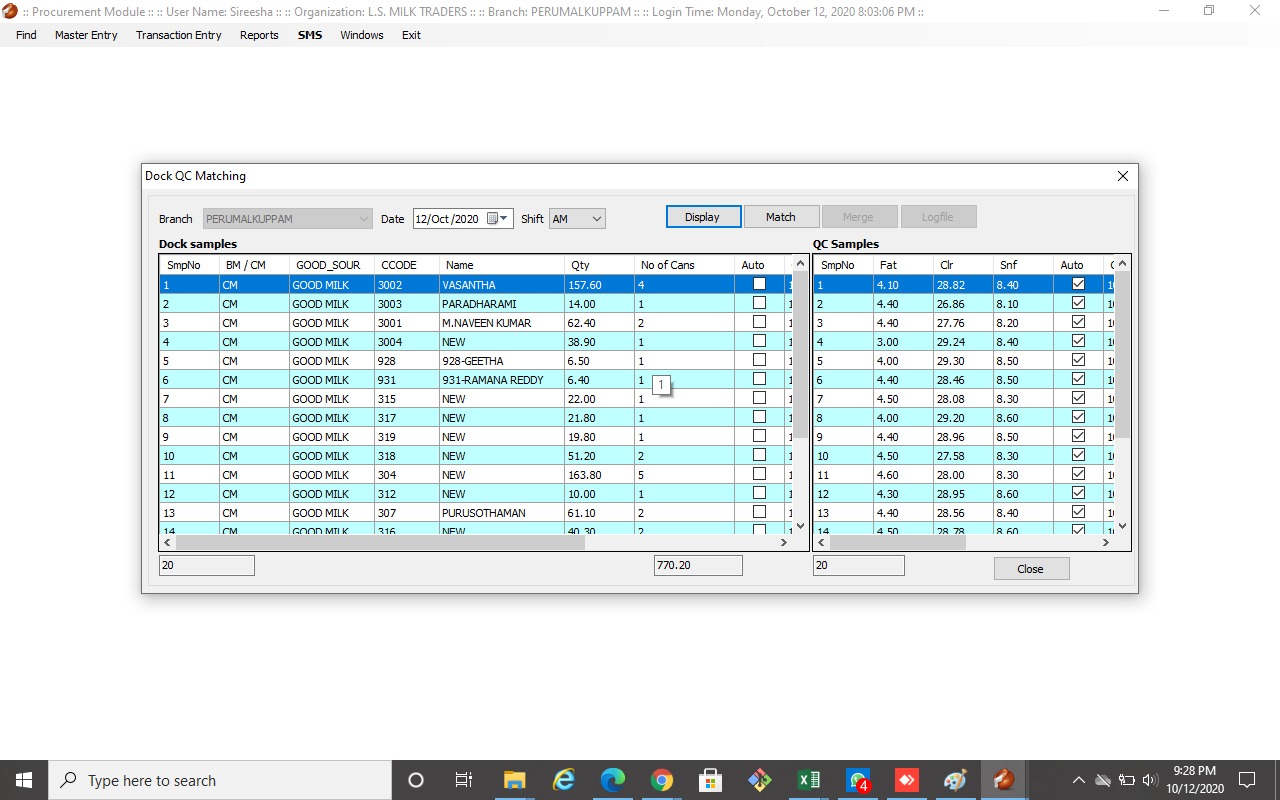 :: Procurement Module :: :: User Name: Sireesha :: :: Organization: L.S. MILK TRADERS :: :: Branch: PERUMALKUPPAM :: :: Login Time: Monday, October 12, 2020 8:03:06 PM ::
Find Master Entry Transaction Entry Reports SMS Windows Exit
Dock QC Matching
Branch PERUMALKUPPAM Date 12/Oct/2020 Shift AM Display Match Merge Logfile
Dock samples QC Samples
SmpNo BM / CM GOOD_SOUR CCODE Name Qty No of Cans Auto SmpNo Fat Clr Snf Auto
1 CM GOOD MILK 3002 VASANTHA 157.60 4 1 4.10 28.82 8.40
2 CM GOOD MILK 3003 PARADHARAMI 14.00 1 2 4.40 26.86 8.10
3 CM GOOD MILK 3001 M.NAVEEN KUMAR 62.40 2 3 4.40 27.76 8.20
4 CM GOOD MILK 3004 NEW 38.90 1 4 3.00 29.24 8.40
5 CM GOOD MILK 928 928-GEETHA 6.50 1 5 4.00 29.30 8.50
6 CM GOOD MILK 931 931-RAMANA REDDY 6.40 1 1 6 4.40 28.46 8.50
7 CM GOOD MILK 315 NEW 22.00 1 7 4.50 28.08 8.30
8 CM GOOD MILK 317 NEW 21.80 1 8 4.00 29.20 8.60
9 CM GOOD MILK 319 NEW 19.80 1 9 4.40 28.96 8.50
10 CM GOOD MILK 318 NEW 51.20 2 10 4.50 27.58 8.30
11 CM GOOD MILK 304 NEW 163.80 5 11 4.60 28.00 8.30
12 CM GOOD MILK 312 NEW 10.00 1 12 4.30 28.95 8.60
13 CM GOOD MILK 307 PURUSOTHAMAN 61.10 2 13 4.40 28.56 8.40
14 CM GOOD MILK 316 NEW 40.30 2 14 4.50 28.78 8.60
20 770.20 20 Close
Type here to search 4 9:28 PM
10/12/2020